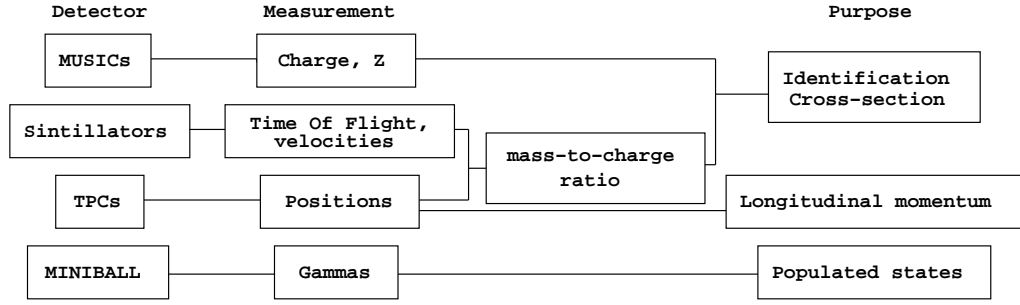 Detector Measurement Purpose
MUSICs Charge, Z Identification
Cross-section
Sintillators Time Of Flight,
velocities
mass-to-charge
ratio
TPCs Positions Longitudinal momentum
MINIBALL Gammas Populated states